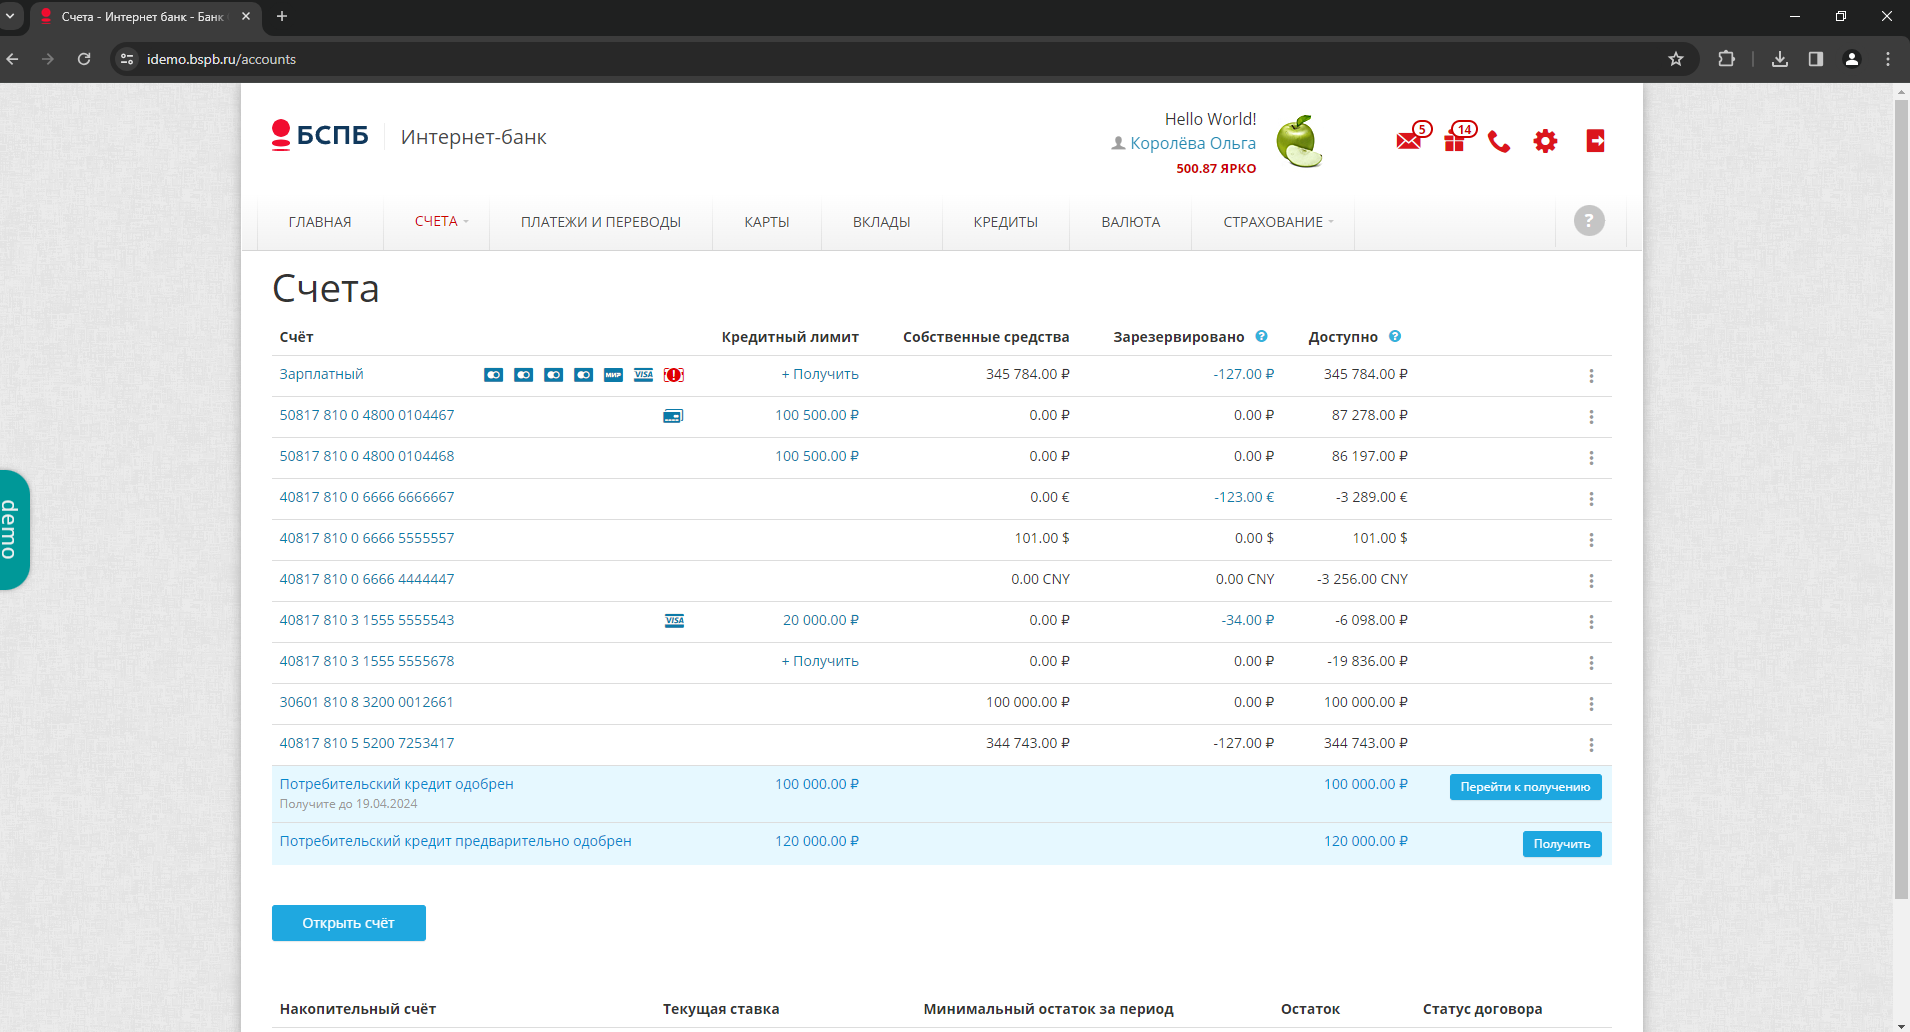 Счета - Интернет банк - Банк
idemo.bspb.ru/accounts
БСПБ Интернет-банк
Hello World!
Королёва Ольга
500.87 ЯРКО
5
14
ГЛАВНАЯ СЧЕТА ПЛАТЕЖИ И ПЕРЕВОДЫ КАРТЫ ВКЛАДЫ КРЕДИТЫ ВАЛЮТА СТРАХОВАНИЕ ?
Счета
Счёт Кредитный лимит Собственные средства Зарезервировано ? Доступно ?
Зарплатный МИР VISA + Получить 345 784.00 ₽ -127.00 ₽ 345 784.00 ₽
50817 810 0 4800 0104467 100 500.00 ₽ 0.00 ₽ 0.00 ₽ 87 278.00 ₽
50817 810 0 4800 0104468 100 500.00 ₽ 0.00 ₽ 0.00 ₽ 86 197.00 ₽
40817 810 0 6666 6666667 0.00 € -123.00 € -3 289.00 €
40817 810 0 6666 5555557 101.00 $ 0.00 $ 101.00 $
40817 810 0 6666 4444447 0.00 CNY 0.00 CNY -3 256.00 CNY
40817 810 3 1555 5555543 VISA 20 000.00 ₽ 0.00 ₽ -34.00 ₽ -6 098.00 ₽
40817 810 3 1555 5555678 + Получить 0.00 ₽ 0.00 ₽ -19 836.00 ₽
30601 810 8 3200 0012661 100 000.00 ₽ 0.00 ₽ 100 000.00 ₽
40817 810 5 5200 7253417 344 743.00 ₽ -127.00 ₽ 344 743.00 ₽
Потребительский кредит одобрен 100 000.00 ₽ 100 000.00 ₽ Перейти к получению
Получите до 19.04.2024
Потребительский кредит предварительно одобрен 120 000.00 ₽ 120 000.00 ₽ Получить
Открыть счёт
Накопительный счёт Текущая ставка Минимальный остаток за период Остаток Статус договора
demo